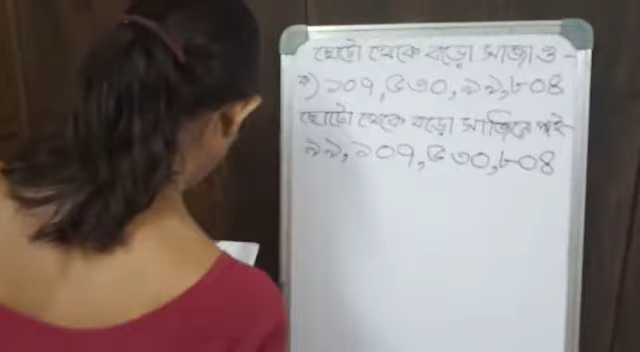 ছোটো থেকে বড়ো সাজাও -
ক) ১০৭, ৫৩০, ৯৯, ৮০৪
ছোটো থেকে বড়ো সাজিয়ে পাই-
৯৯, ১০৭, ৫৩০, ৮০৪